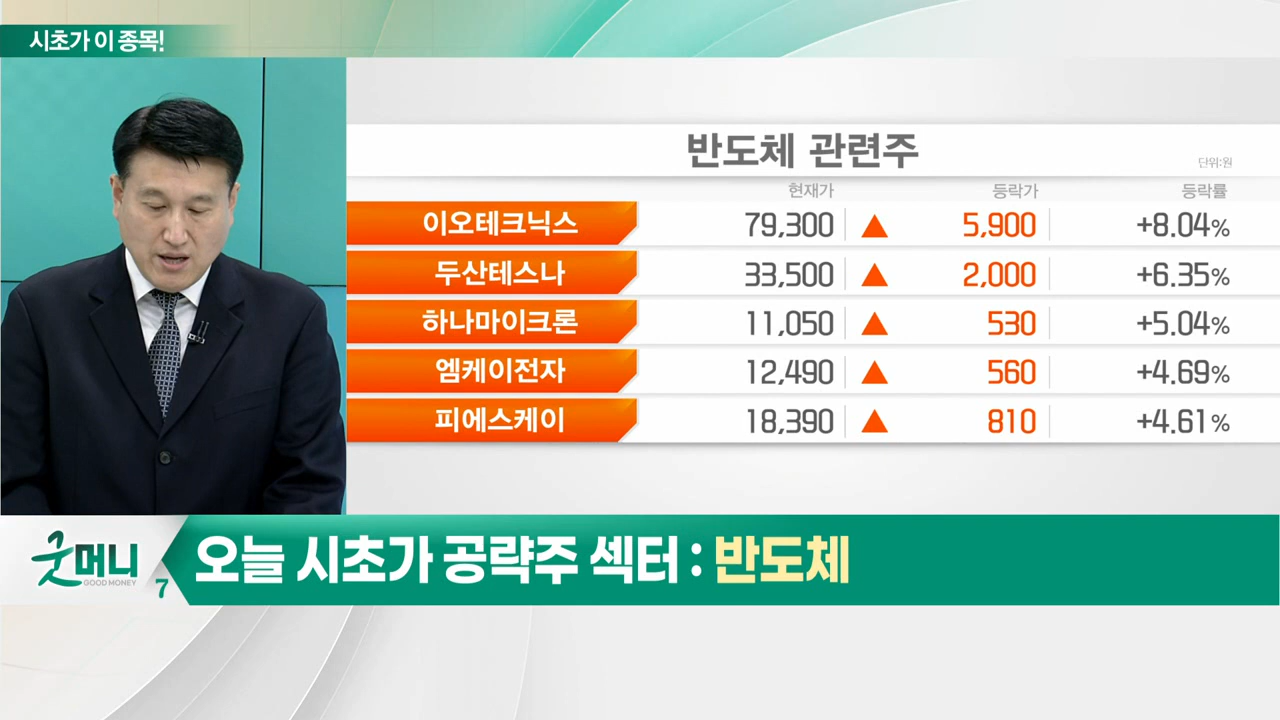 시초가 이 종목!
반도체 관련주
단위:원
현재가 등락가 등락률
이오테크닉스 79,300 ▲ 5,900 +8.04%
두산테스나 33,500 ▲ 2,000 +6.35%
하나마이크론 11,050 ▲ 530 +5.04%
엠케이전자 12,490 ▲ 560 +4.69%
피에스케이 18,390 ▲ 810 +4.61%
굿머니
GOOD MONEY
7
오늘 시초가 공략주 섹터 : 반도체